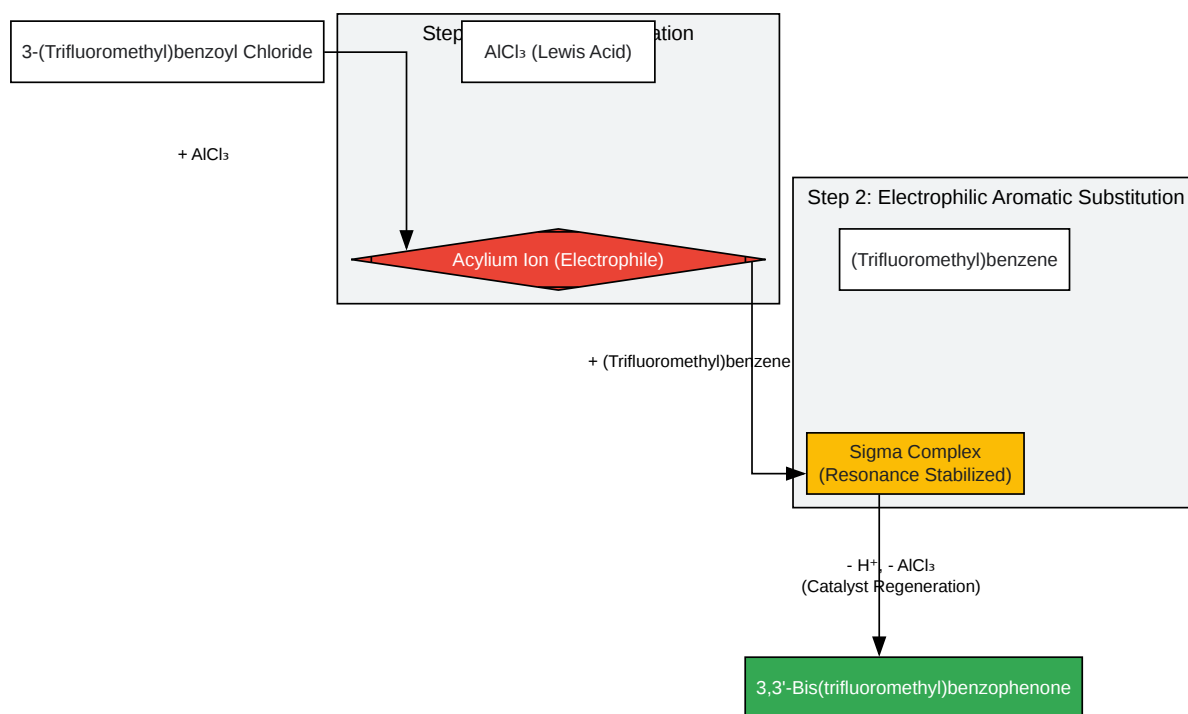 3-(Trifluoromethyl)benzoyl Chloride
Step
ation
AlCl₃ (Lewis Acid)
+ AlCl₃
Step 2: Electrophilic Aromatic Substitution
Acylium Ion (Electrophile)
(Trifluoromethyl)benzene
+ (Trifluoromethyl)benzene
Sigma Complex
(Resonance Stabilized)
- H⁺, - AlCl₃
(Catalyst Regeneration)
3,3'-Bis(trifluoromethyl)benzophenone